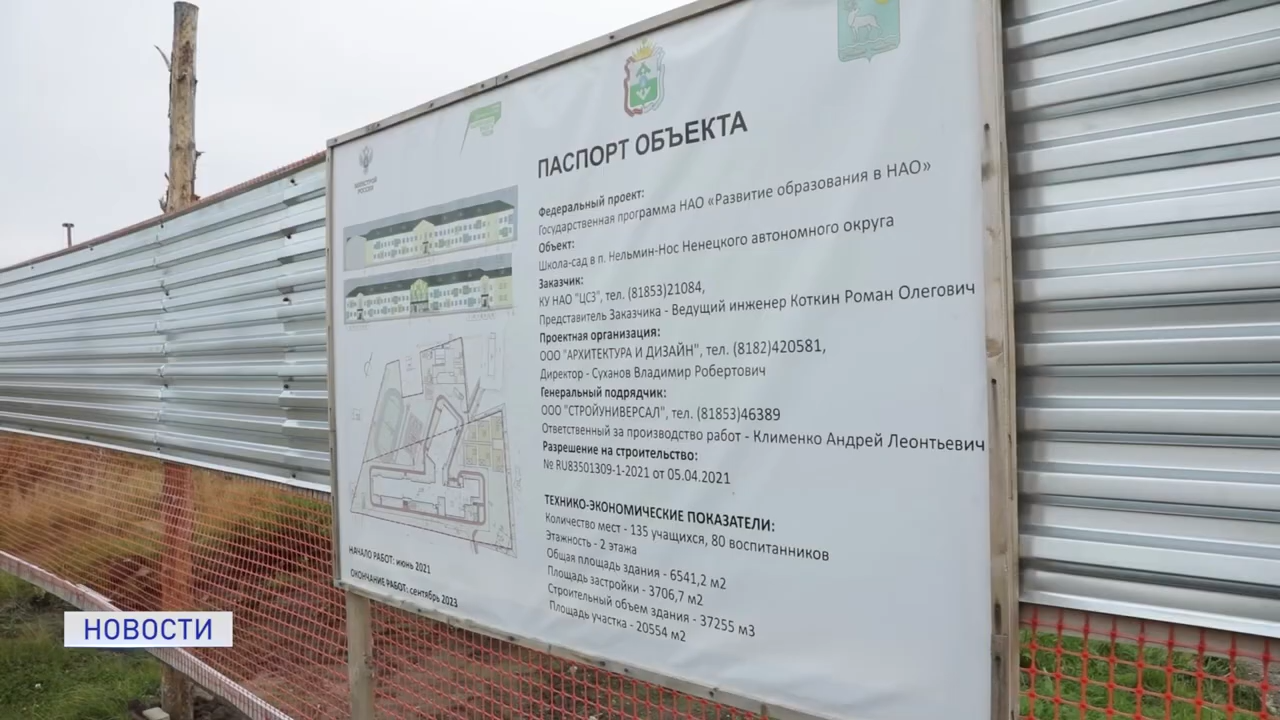 ПАСПОРТ ОБЪЕКТА
МИНСТРОЙ
РОССИИ
Федеральный проект:
Государственная программа НАО «Развитие образования в НАО»
Объект:
Школа-сад в п. Нельмин-Нос Ненецкого автономного округа
Заказчик:
КУ НАО "ЦСЗ", тел. (81853)21084,
Представитель Заказчика - Ведущий инженер Коткин Роман Олегович
Проектная организация:
ООО "АРХИТЕКТУРА И ДИЗАЙН", тел. (8182)420581,
Директор - Суханов Владимир Робертович
Генеральный подрядчик:
ООО "СТРОЙУНИВЕРСАЛ", тел. (81853)46389
Ответственный за производство работ - Клименко Андрей Леонтьевич
Разрешение на строительство:
№ RU83501309-1-2021 от 05.04.2021
ТЕХНИКО-ЭКОНОМИЧЕСКИЕ ПОКАЗАТЕЛИ:
Количество мест - 135 учащихся, 80 воспитанников
Этажность - 2 этажа
Общая площадь здания - 6541,2 м2
Площадь застройки - 3706,7 м2
Строительный объем здания - 37255 м3
Площадь участка - 20554 м2
НАЧАЛО РАБОТ: июнь 2021
ОКОНЧАНИЕ РАБОТ: сентябрь 2023
НОВОСТИ